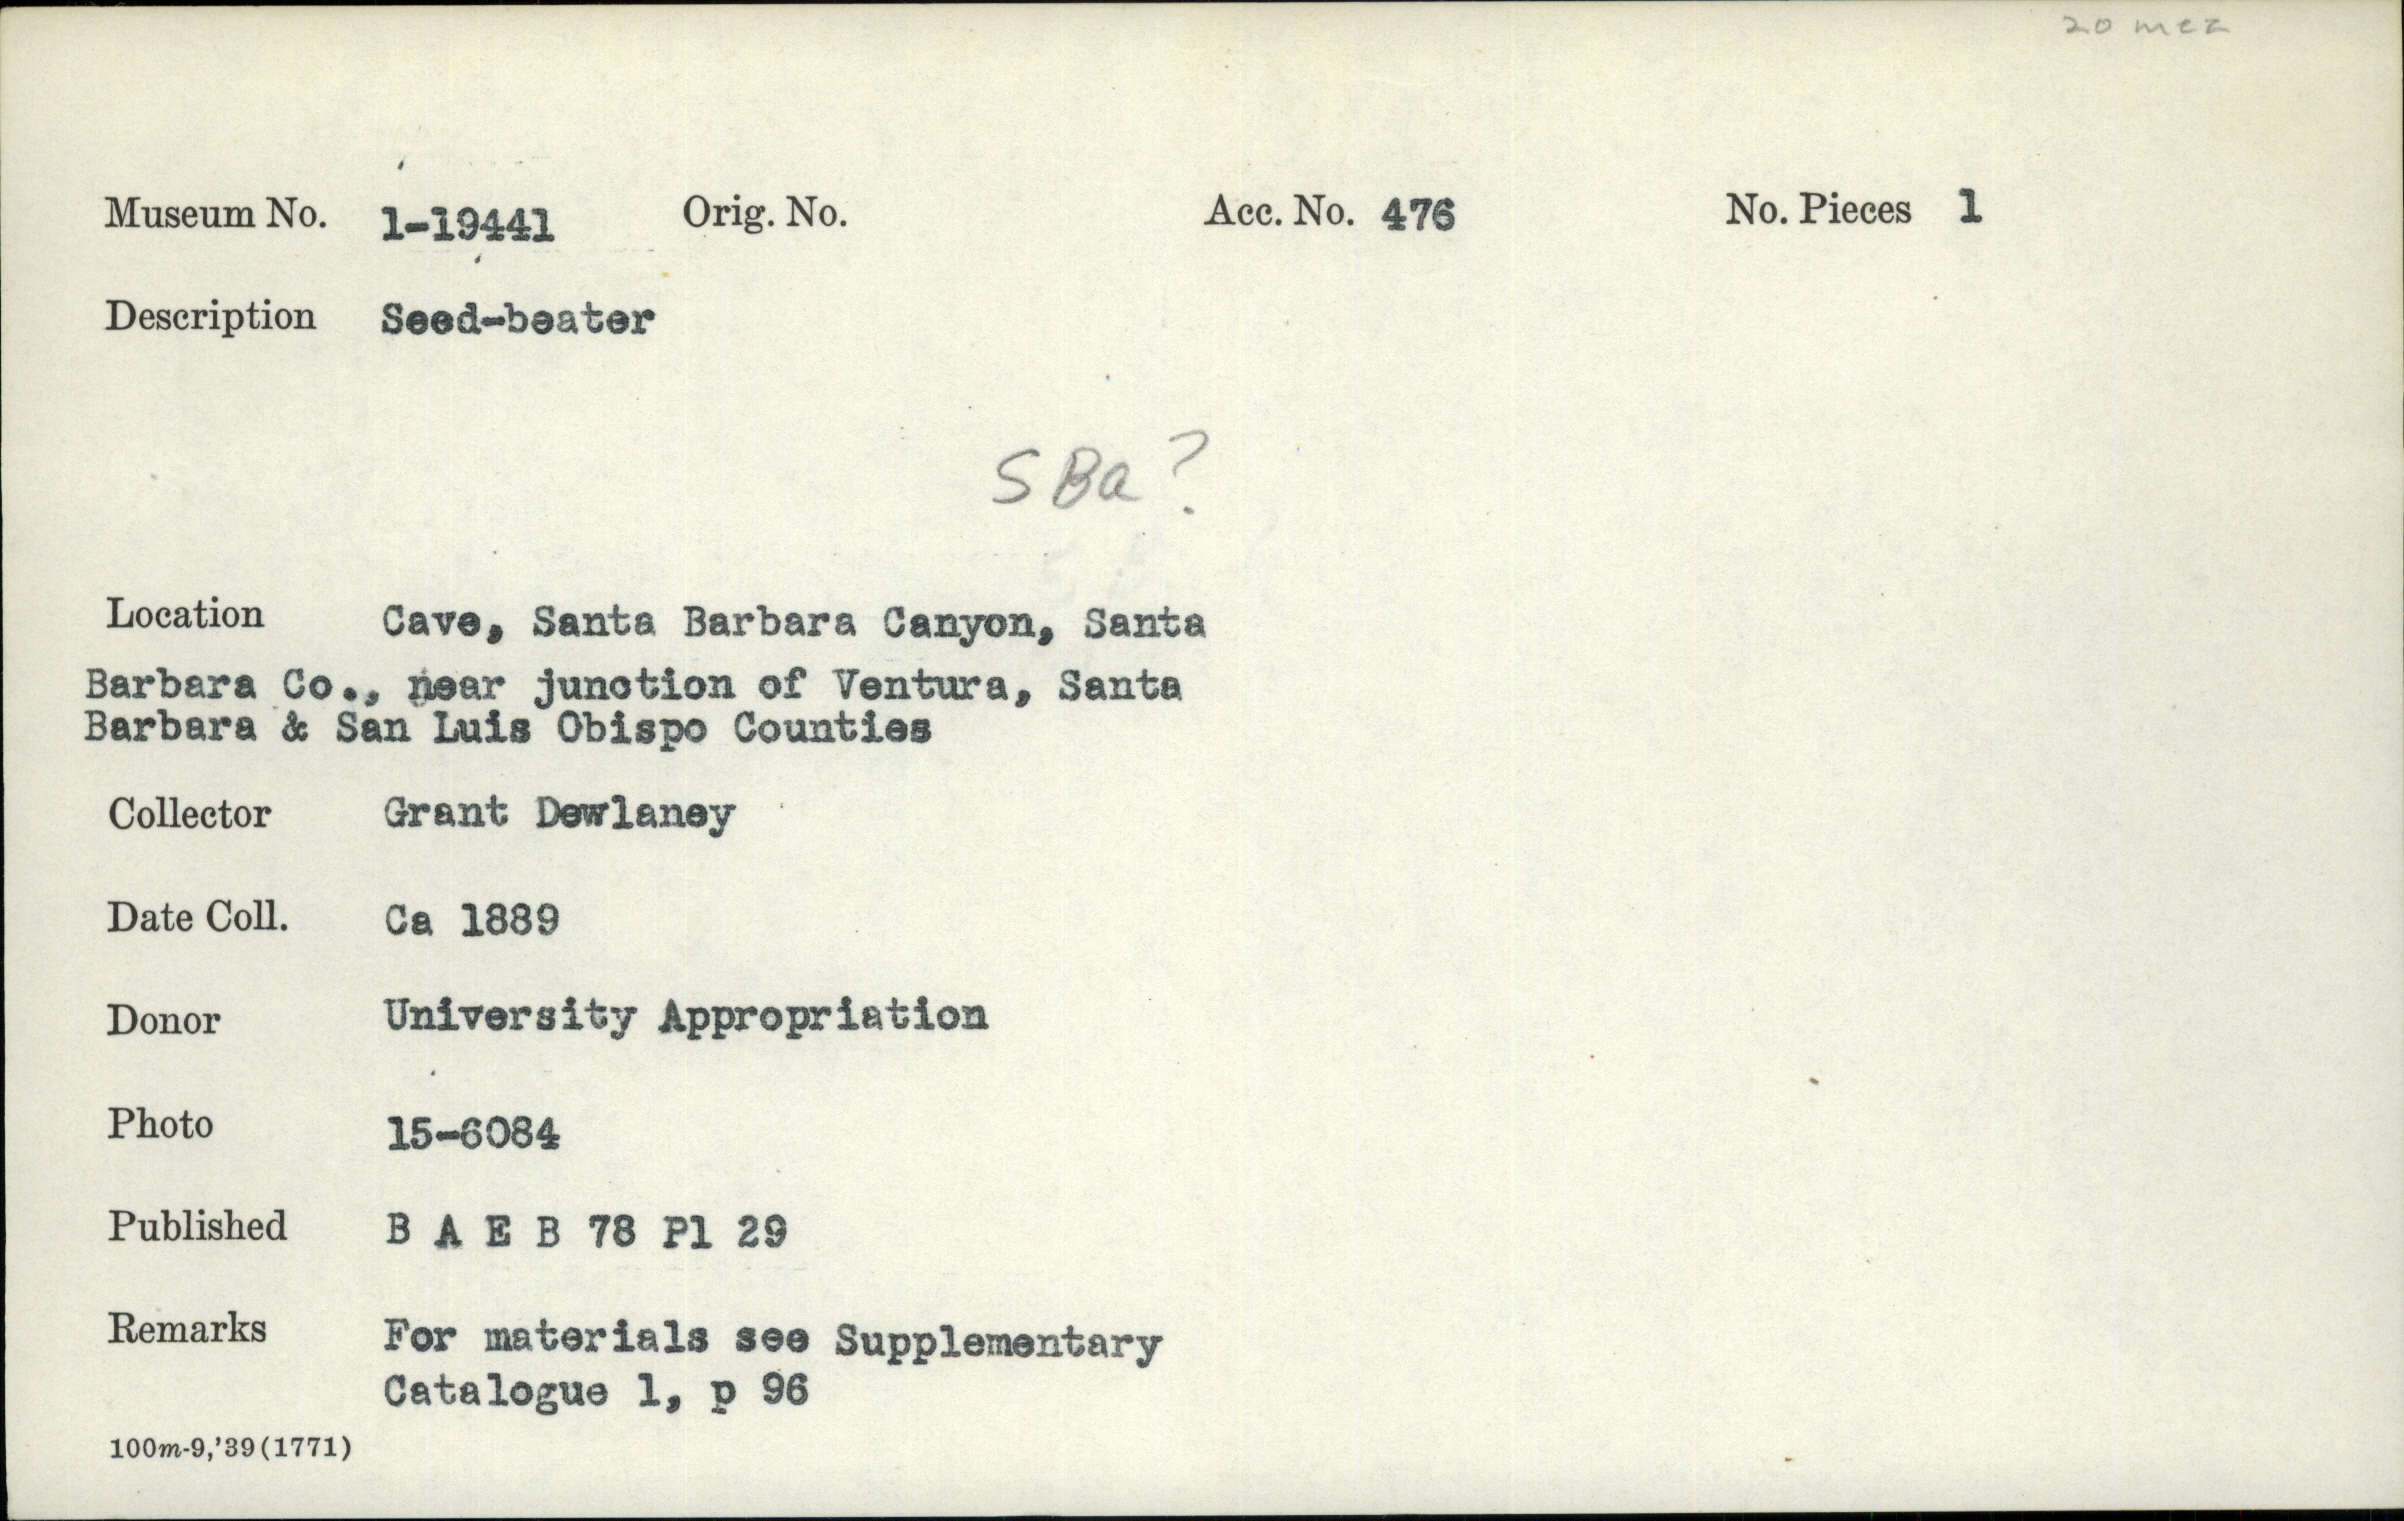 20 mez
Museum No. 1-19441 Orig. No. Acc. No. 476 No. Pieces 1
Description Seed-beater
SBa?
Location Cave, Santa Barbara Canyon, Santa
Barbara Co., near junction of Ventura, Santa
Barbara & San Luis Obispo Counties
Collector Grant Dewlaney
Date Coll. Ca 1889
Donor University Appropriation
Photo 15-6084
Published B A E B 78 Pl 29
Remarks For materials see Supplementary
Catalogue 1, p 96
100m-9,'39(1771)